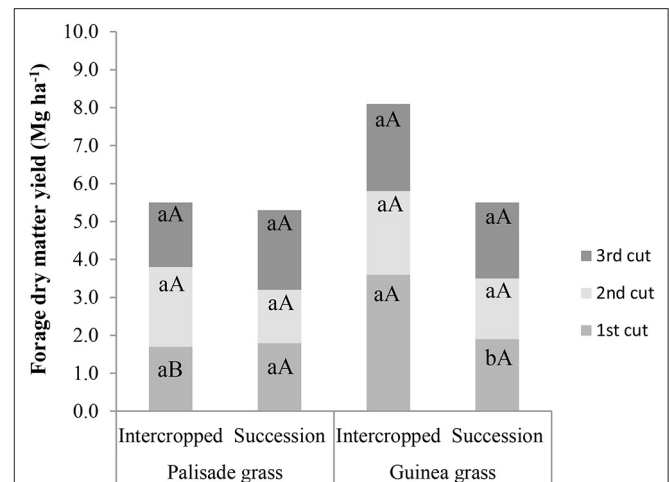 Forage dry matter yield (Mg ha⁻¹)
10.0
9.0
8.0
7.0
6.0
5.0
4.0
3.0
2.0
1.0
0.0
aA
aA
aB
aA
aA
aA
aA
aA
aA
aA
aA
bA
3rd cut
2nd cut
1st cut
Intercropped Succession Intercropped Succession
Palisade grass Guinea grass